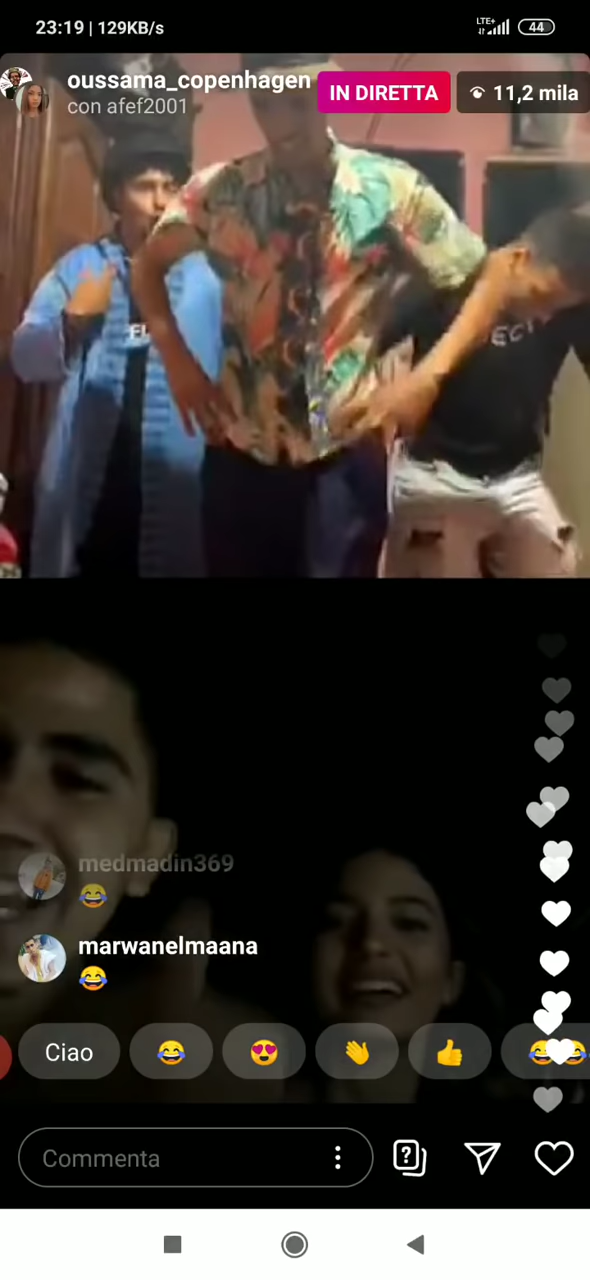 23:19 | 129KB/s
LTE+
44
oussama_copenhagen
con afef2001
IN DIRETTA
11,2 mila
medmadin369
😂
marwanelmaana
😂
Ciao 😂 😍 👋 👍
Commenta